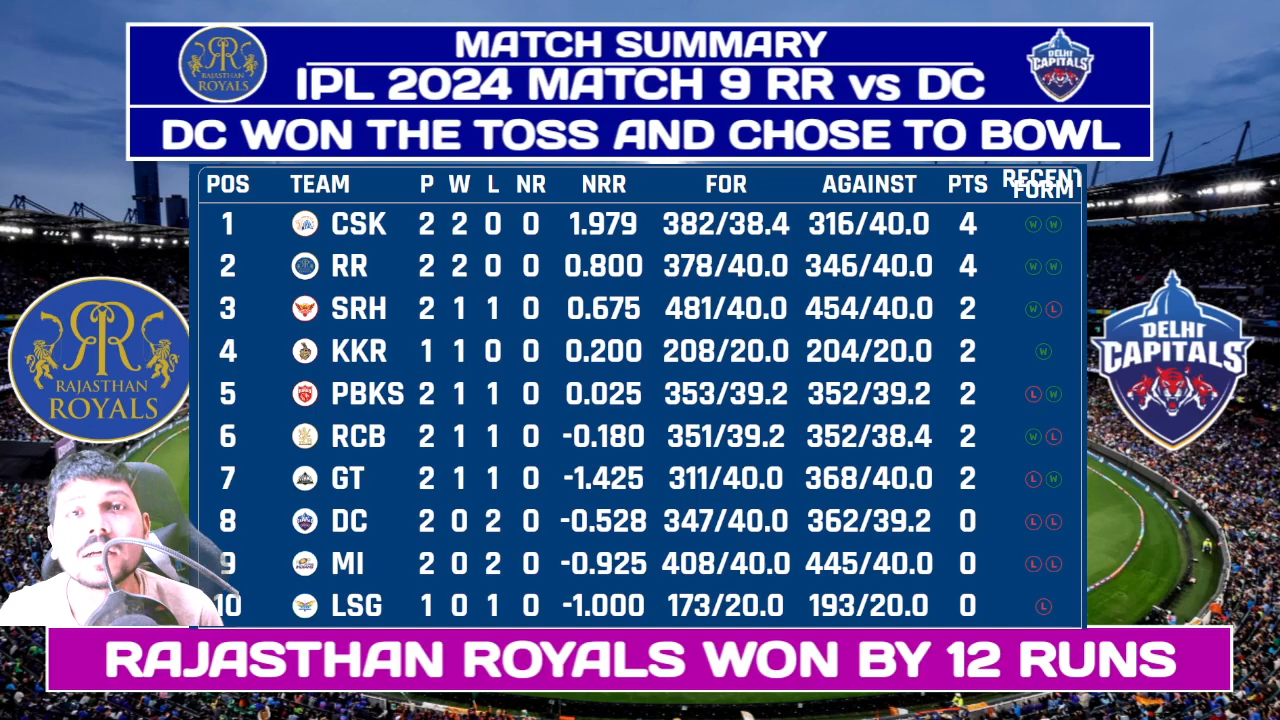 MATCH SUMMARY
IPL 2024 MATCH 9 RR vs DC
DC WON THE TOSS AND CHOSE TO BOWL
RAJASTHAN
ROYALS
DELHI
CAPITALS
POS TEAM P W L NR NRR FOR AGAINST PTS RECENT FORM
1 CSK 2 2 0 0 1.979 382/38.4 316/40.0 4 W W
2 RR 2 2 0 0 0.800 378/40.0 346/40.0 4 W W
3 SRH 2 1 1 0 0.675 481/40.0 454/40.0 2 W L
4 KKR 1 1 0 0 0.200 208/20.0 204/20.0 2 W
5 PBKS 2 1 1 0 0.025 353/39.2 352/39.2 2 L W
6 RCB 2 1 1 0 -0.180 351/39.2 352/38.4 2 W L
7 GT 2 1 1 0 -1.425 311/40.0 368/40.0 2 L W
8 DC 2 0 2 0 -0.528 347/40.0 362/39.2 0 L L
9 MI 2 0 2 0 -0.925 408/40.0 445/40.0 0 L L
10 LSG 1 0 1 0 -1.000 173/20.0 193/20.0 0 L
RAJASTHAN
ROYALS
DELHI
CAPITALS
RAJASTHAN ROYALS WON BY 12 RUNS